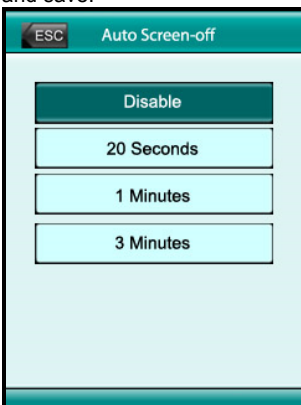 ESC Auto Screen-off
Disable
20 Seconds
1 Minutes
3 Minutes